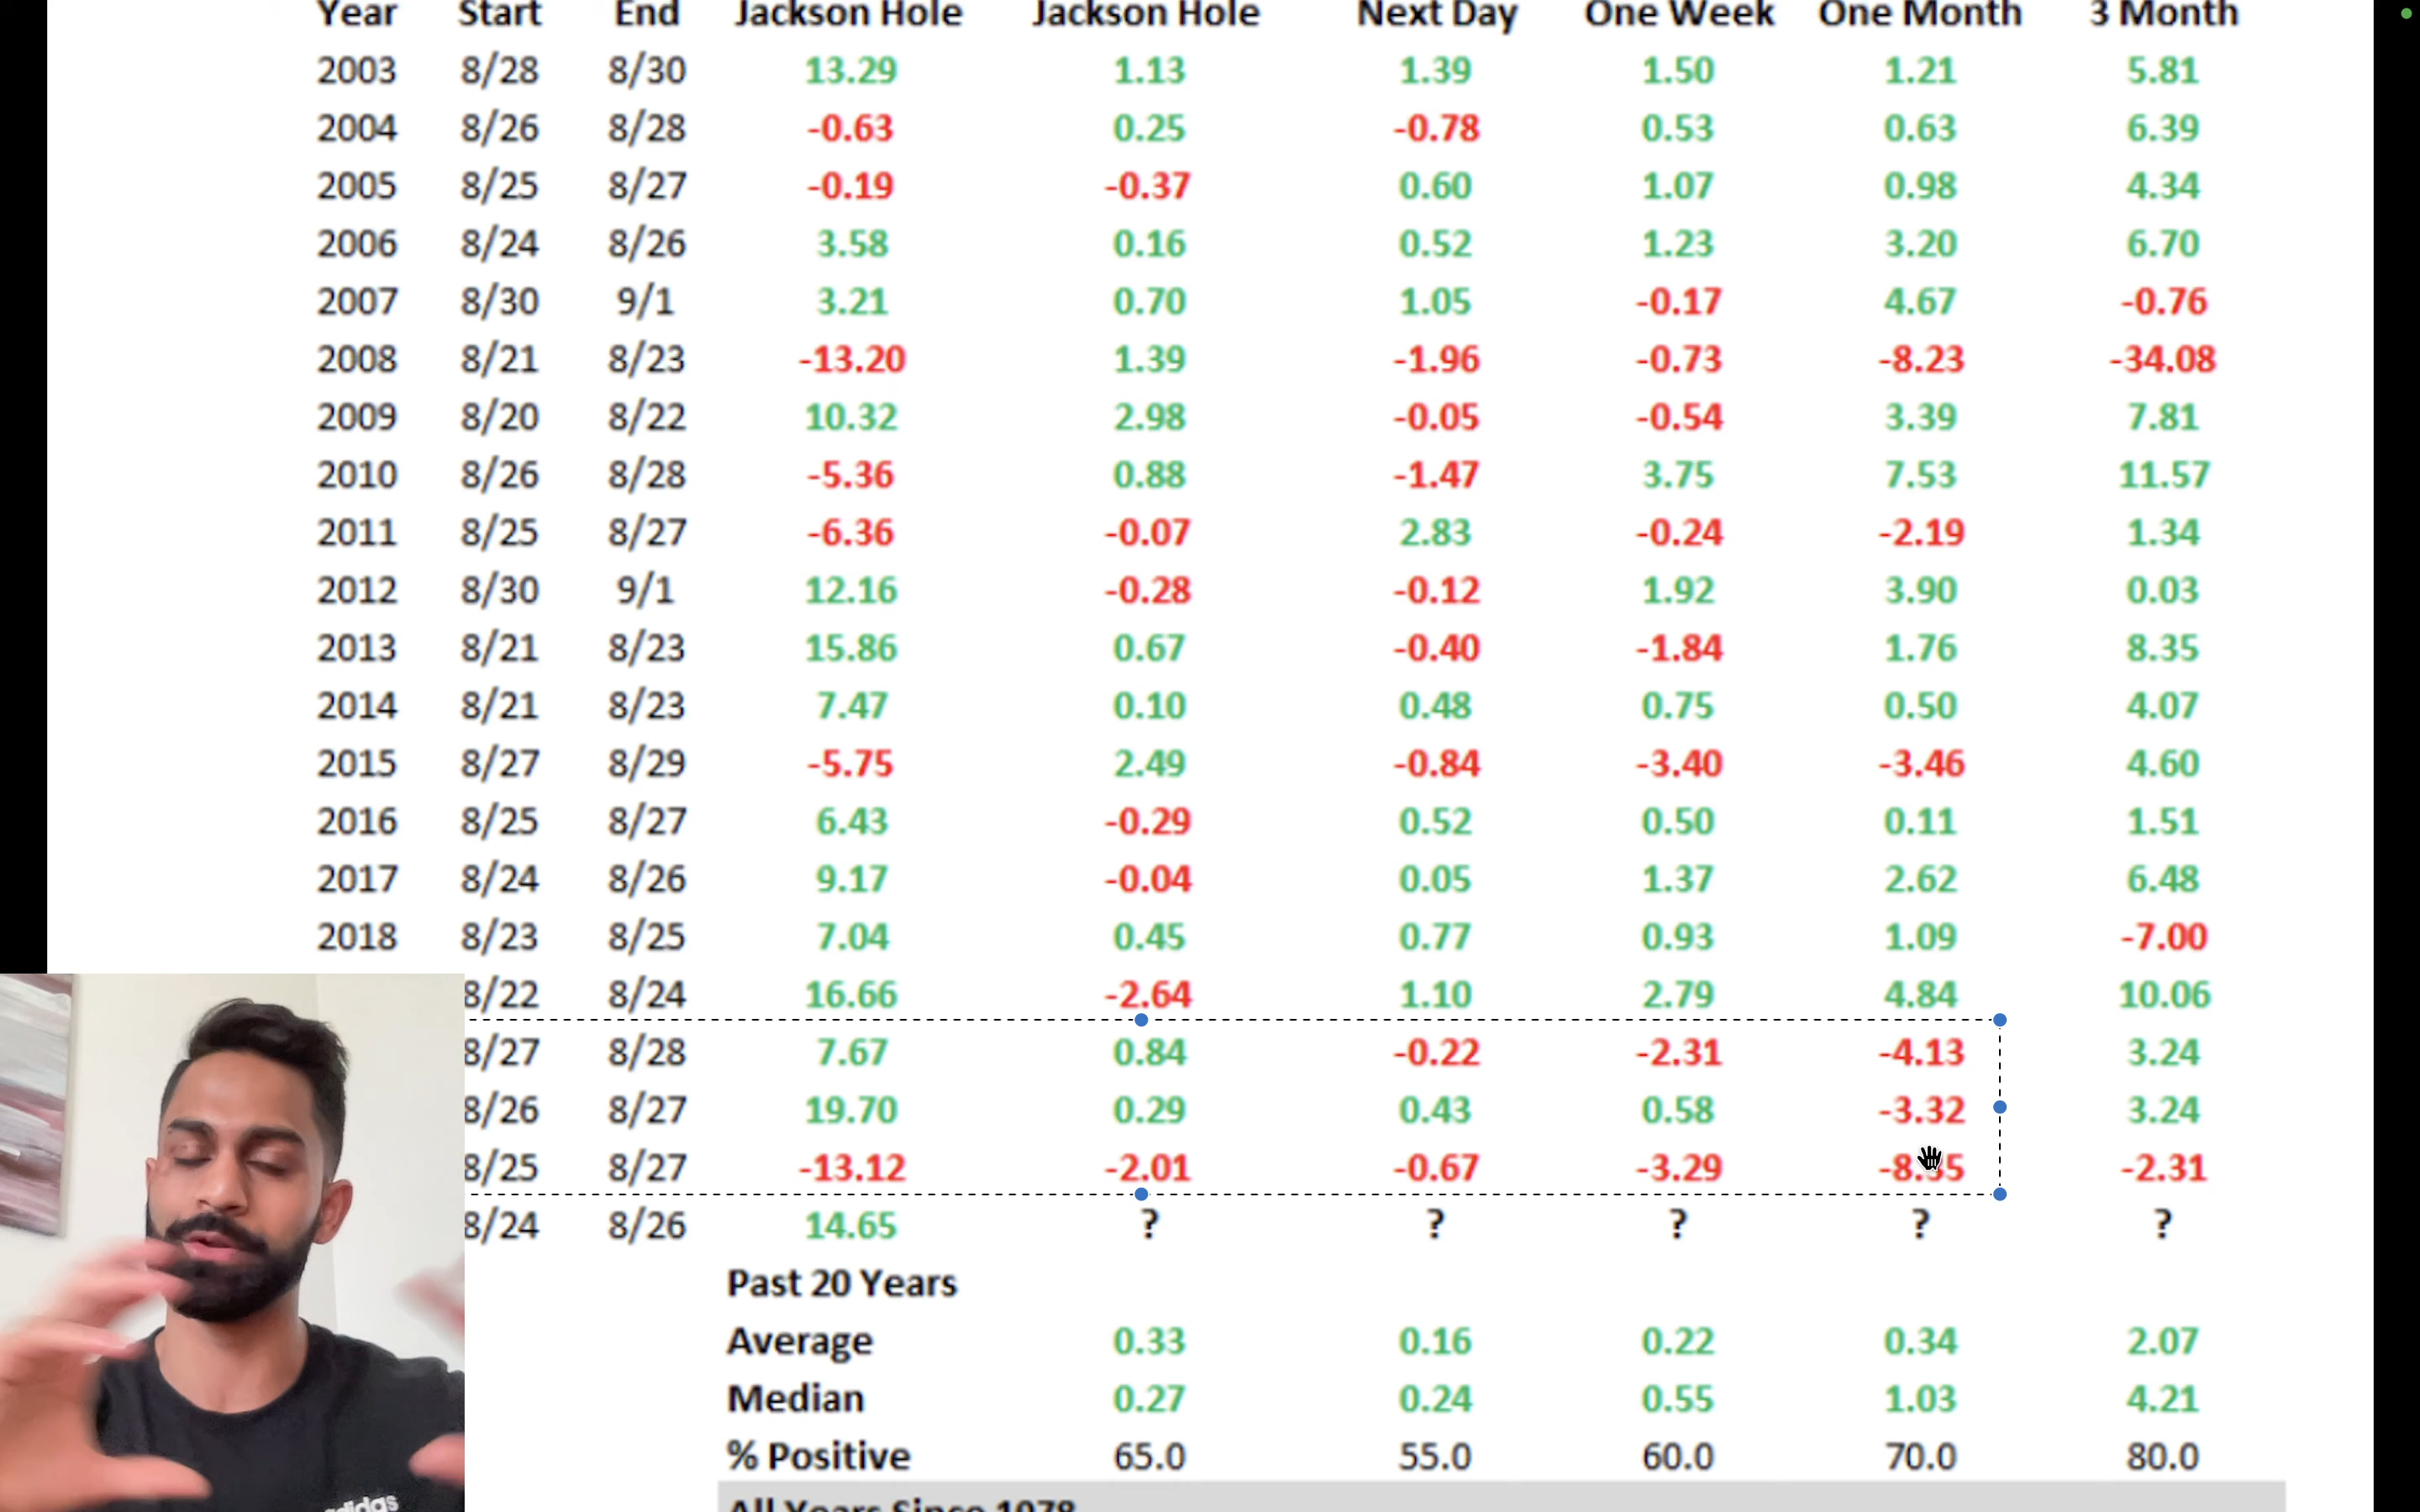 Year Start End Jackson Hole Jackson Hole Next Day One Week One Month 3 Month
2003 8/28 8/30 13.29 1.13 1.39 1.50 1.21 5.81
2004 8/26 8/28 -0.63 0.25 -0.78 0.53 0.63 6.39
2005 8/25 8/27 -0.19 -0.37 0.60 1.07 0.98 4.34
2006 8/24 8/26 3.58 0.16 0.52 1.23 3.20 6.70
2007 8/30 9/1 3.21 0.70 1.05 -0.17 4.67 -0.76
2008 8/21 8/23 -13.20 1.39 -1.96 -0.73 -8.23 -34.08
2009 8/20 8/22 10.32 2.98 -0.05 -0.54 3.39 7.81
2010 8/26 8/28 -5.36 0.88 -1.47 3.75 7.53 11.57
2011 8/25 8/27 -6.36 -0.07 2.83 -0.24 -2.19 1.34
2012 8/30 9/1 12.16 -0.28 -0.12 1.92 3.90 0.03
2013 8/21 8/23 15.86 0.67 -0.40 -1.84 1.76 8.35
2014 8/21 8/23 7.47 0.10 0.48 0.75 0.50 4.07
2015 8/27 8/29 -5.75 2.49 -0.84 -3.40 -3.46 4.60
2016 8/25 8/27 6.43 -0.29 0.52 0.50 0.11 1.51
2017 8/24 8/26 9.17 -0.04 0.05 1.37 2.62 6.48
2018 8/23 8/25 7.04 0.45 0.77 0.93 1.09 -7.00
8/22 8/24 16.66 -2.64 1.10 2.79 4.84 10.06
8/27 8/28 7.67 0.84 -0.22 -2.31 -4.13 3.24
8/26 8/27 19.70 0.29 0.43 0.58 -3.32 3.24
8/25 8/27 -13.12 -2.01 -0.67 -3.29 -2.31
8/24 8/26 14.65 ? ? ? ? ?
Past 20 Years
Average 0.33 0.16 0.22 0.34 2.07
Median 0.27 0.24 0.55 1.03 4.21
% Positive 65.0 55.0 60.0 70.0 80.0
All Years Since 1978